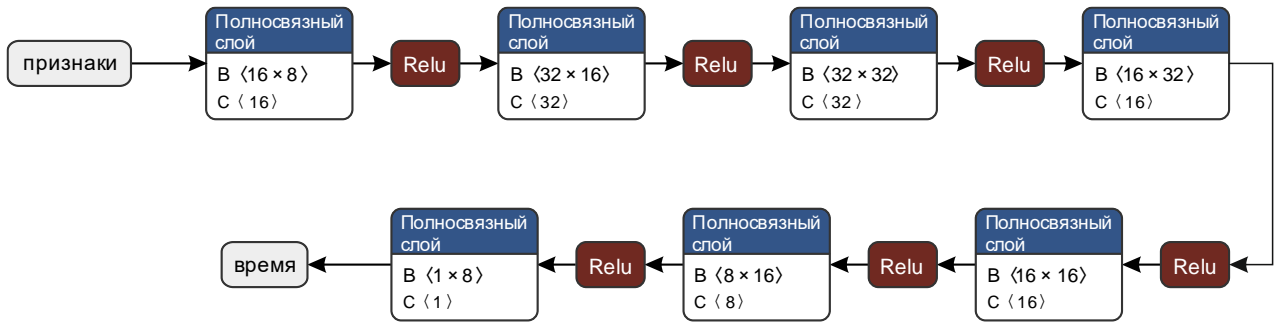 признаки
Полносвязный
слой
B ⟨16 × 8⟩
C ⟨ 16⟩
Relu
Полносвязный
слой
B ⟨32 × 16⟩
C ⟨32⟩
Relu
Полносвязный
слой
B ⟨32 × 32⟩
C ⟨32⟩
Relu
Полносвязный
слой
B ⟨16 × 32⟩
C ⟨16⟩
Relu
Полносвязный
слой
B ⟨16 × 16⟩
C ⟨16⟩
Relu
Полносвязный
слой
B ⟨8 × 16⟩
C ⟨ 8⟩
Relu
Полносвязный
слой
B ⟨1 × 8⟩
C ⟨1⟩
время